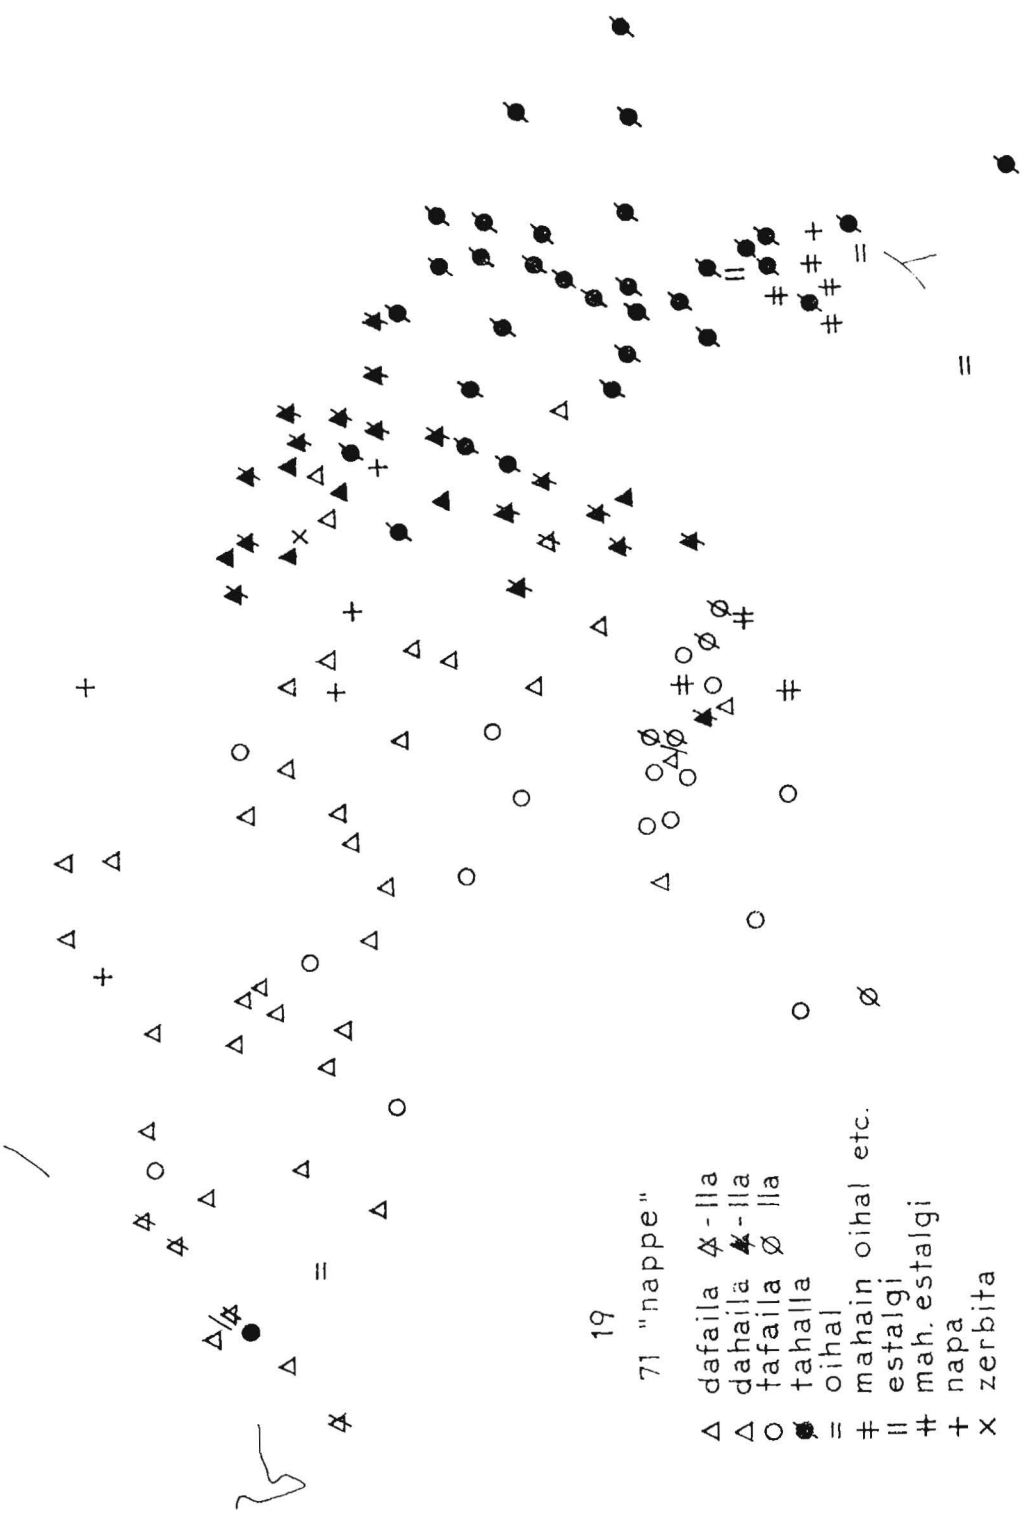 19
71 "nappe"
△ dafaila -lla
△ dahaila -lla
○ tafaila ∅ lla
tahalla
= oihal
mahain oihal etc.
|| estalgi
# mah. estalgi
+ napa
× zerbita